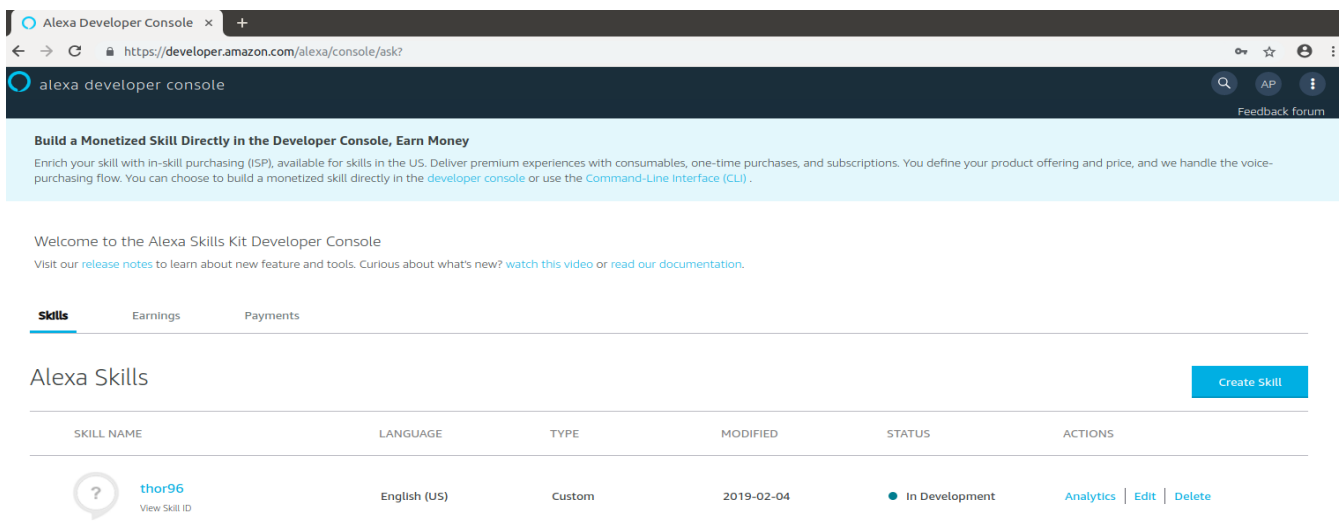 Alexa Developer Console × +
https://developer.amazon.com/alexa/console/ask?
alexa developer console AP
Feedback forum
Build a Monetized Skill Directly in the Developer Console, Earn Money
Enrich your skill with in-skill purchasing (ISP), available for skills in the US. Deliver premium experiences with consumables, one-time purchases, and subscriptions. You define your product offering and price, and we handle the voice-
purchasing flow. You can choose to build a monetized skill directly in the developer console or use the Command-Line Interface (CLI) .
Welcome to the Alexa Skills Kit Developer Console
Visit our release notes to learn about new feature and tools. Curious about what's new? watch this video or read our documentation.
Skills Earnings Payments
Alexa Skills
Create Skill
SKILL NAME LANGUAGE TYPE MODIFIED STATUS ACTIONS
? thor96 English (US) Custom 2019-02-04 In Development Analytics | Edit | Delete
View Skill ID